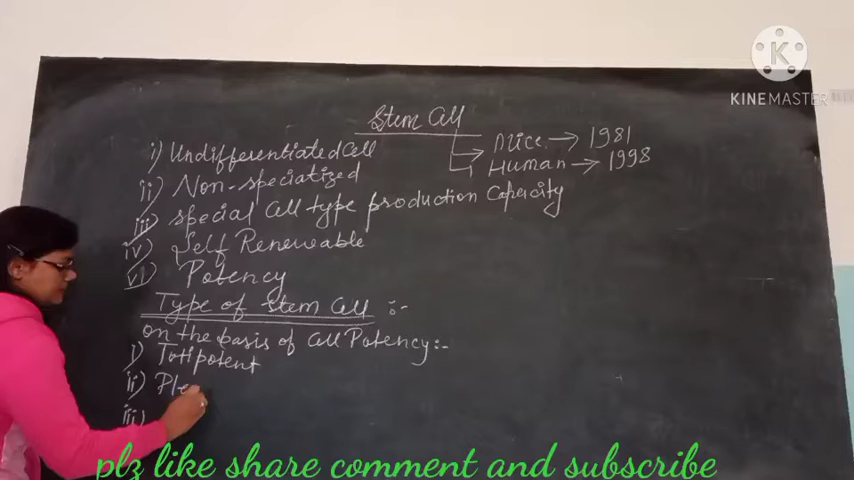 KINEMASTER
Stem Cell
Mice → 1981
Human → 1998
i) Undifferentiated Cell
ii) Non-specialized
iii) special Cell type production Capacity
iv) Self Renewable
vi) Potency
Type of Stem Cell :-
on the basis of Cell Potency:-
i) Totipotent
ii) Ple
iii)
plz like share comment and subscribe